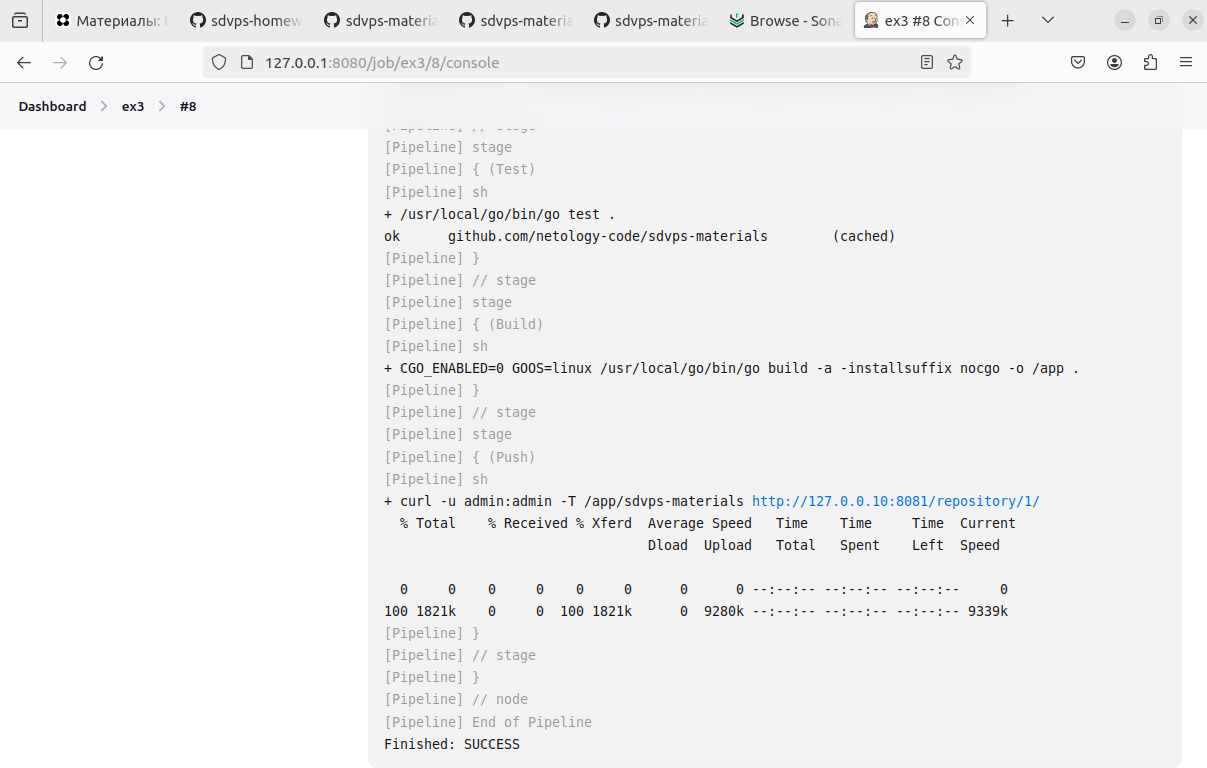 Материалы:
sdvps-homew
sdvps-materia
sdvps-materia
sdvps-materia
Browse - Sona
ex3 #8 Con
127.0.0.1:8080/job/ex3/8/console
Dashboard > ex3 > #8
[Pipeline] // stage
[Pipeline] stage
[Pipeline] { (Test)
[Pipeline] sh
+ /usr/local/go/bin/go test .
ok      github.com/netology-code/sdvps-materials        (cached)
[Pipeline] }
[Pipeline] // stage
[Pipeline] stage
[Pipeline] { (Build)
[Pipeline] sh
+ CGO_ENABLED=0 GOOS=linux /usr/local/go/bin/go build -a -installsuffix nocgo -o /app .
[Pipeline] }
[Pipeline] // stage
[Pipeline] stage
[Pipeline] { (Push)
[Pipeline] sh
+ curl -u admin:admin -T /app/sdvps-materials http://127.0.0.10:8081/repository/1/
  % Total    % Received % Xferd  Average Speed   Time    Time     Time  Current
                                 Dload  Upload   Total   Spent    Left  Speed
  0     0    0     0    0     0      0      0 --:--:-- --:--:-- --:--:--     0
100 1821k    0     0  100 1821k      0  9280k --:--:-- --:--:-- --:--:-- 9339k
[Pipeline] }
[Pipeline] // stage
[Pipeline] }
[Pipeline] // node
[Pipeline] End of Pipeline
Finished: SUCCESS